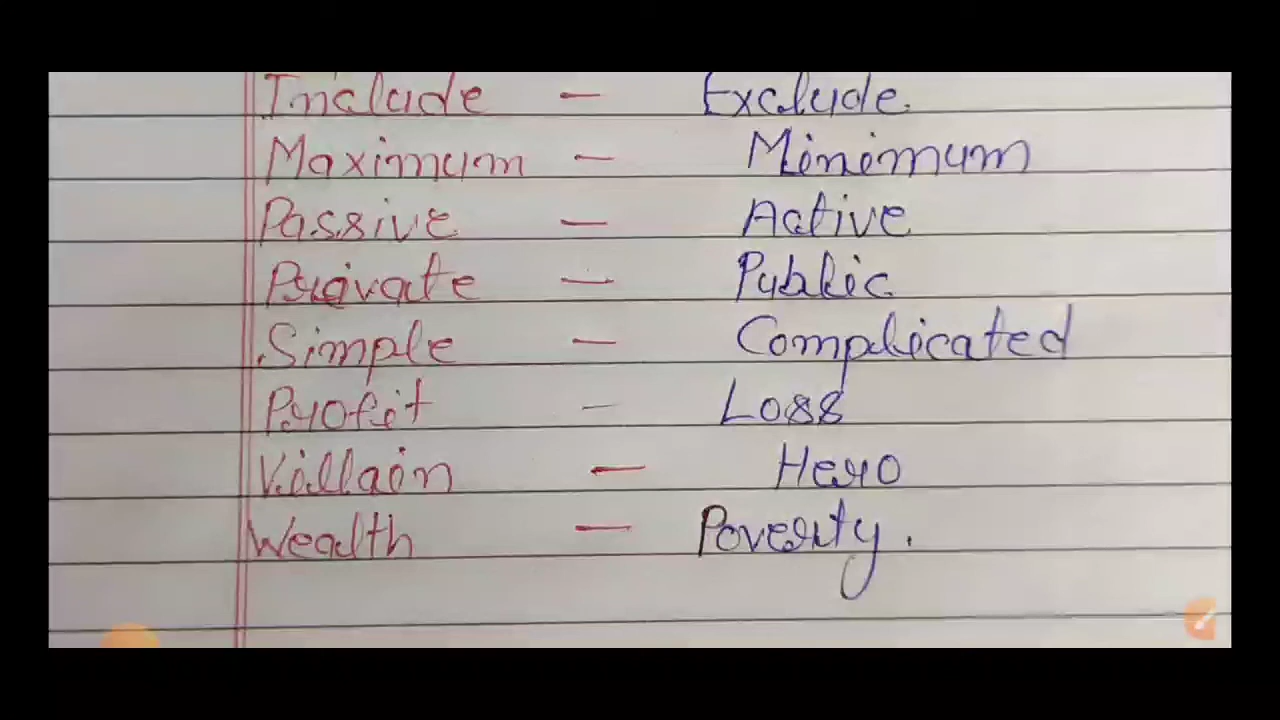 Include - Exclude.
Maximum - Minimum
Passive - Active
Private - Public
Simple - Complicated
Profit - Loss
Villain - Hero
Wealth - Poverty.